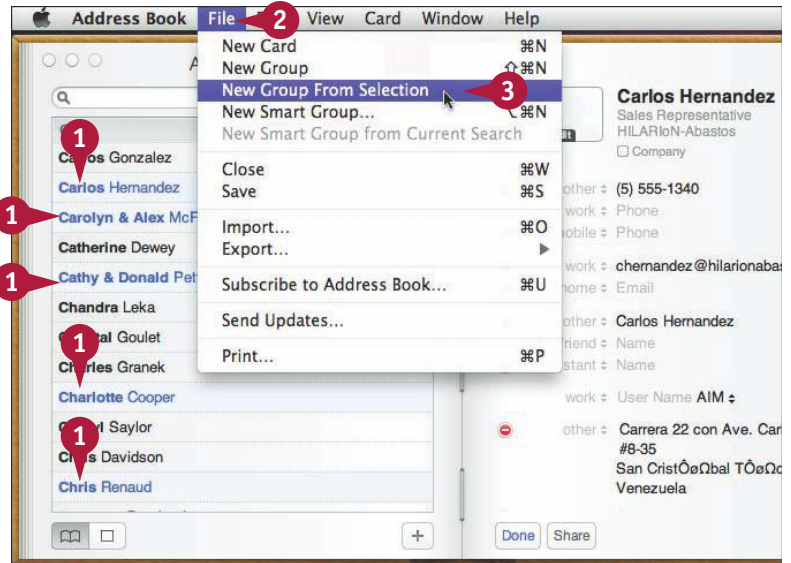 Address Book File View Card Window Help
2
New Card ⌘N
New Group ⇧⌘N
New Group From Selection
3
New Smart Group... ⌥⌘N
New Smart Group from Current Search
Close ⌘W
Save ⌘S
Import... ⌘O
Export...
Subscribe to Address Book... ⌘U
Send Updates...
Print... ⌘P
1
Gonzalez
Carlos Hernandez
1
Carolyn & Alex
Catherine Dewey
1
Cathy & Donald
Chandra Leka
Goulet
1
Granek
Charlotte Cooper
Saylor
1
Davidson
Chris Renaud
+
Carlos Hernandez
Sales Representative
HILARIoN-Abastos
Company
other (5) 555-1340
work Phone
Phone
work chernandez@hilarionabas
Email
other Carlos Hernandez
Name
Name
work User Name AIM
other Carrera 22 con Ave. Car
#8-35
San CristÔøΩbal TÔøΩc
Venezuela
Done Share